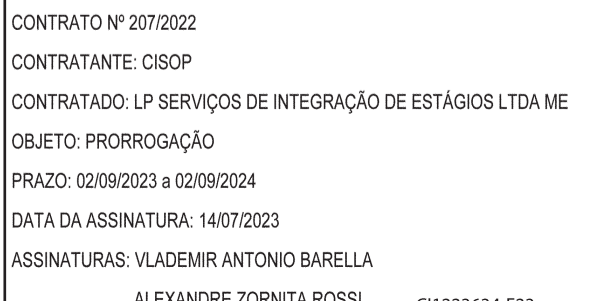 CONTRATO Nº 207/2022
CONTRATANTE: CISOP
CONTRATADO: LP SERVIÇOS DE INTEGRAÇÃO DE ESTÁGIOS LTDA ME
OBJETO: PRORROGAÇÃO
PRAZO: 02/09/2023 a 02/09/2024
DATA DA ASSINATURA: 14/07/2023
ASSINATURAS: VLADEMIR ANTONIO BARELLA
ALEXANDRE ZORNITA ROSSI